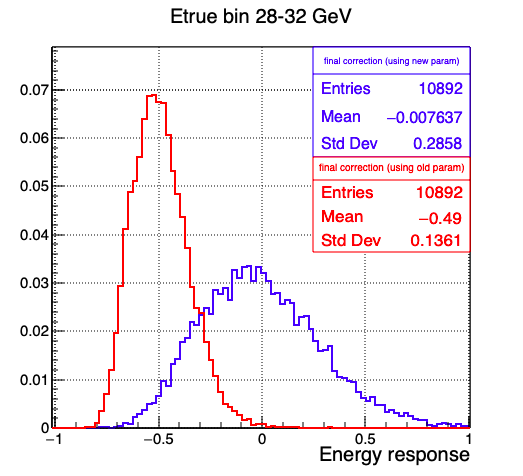 Etrue bin 28-32 GeV
final correction (using new param)
Entries 10892
Mean −0.007637
Std Dev 0.2858
final correction (using old param)
Entries 10892
Mean −0.49
Std Dev 0.1361
0.07
0.06
0.05
0.04
0.03
0.02
0.01
0
−1 −0.5 0 0.5 1
Energy response